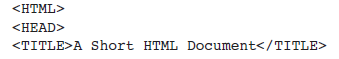 <HTML>
<HEAD>
<TITLE>A Short HTML Document</TITLE>